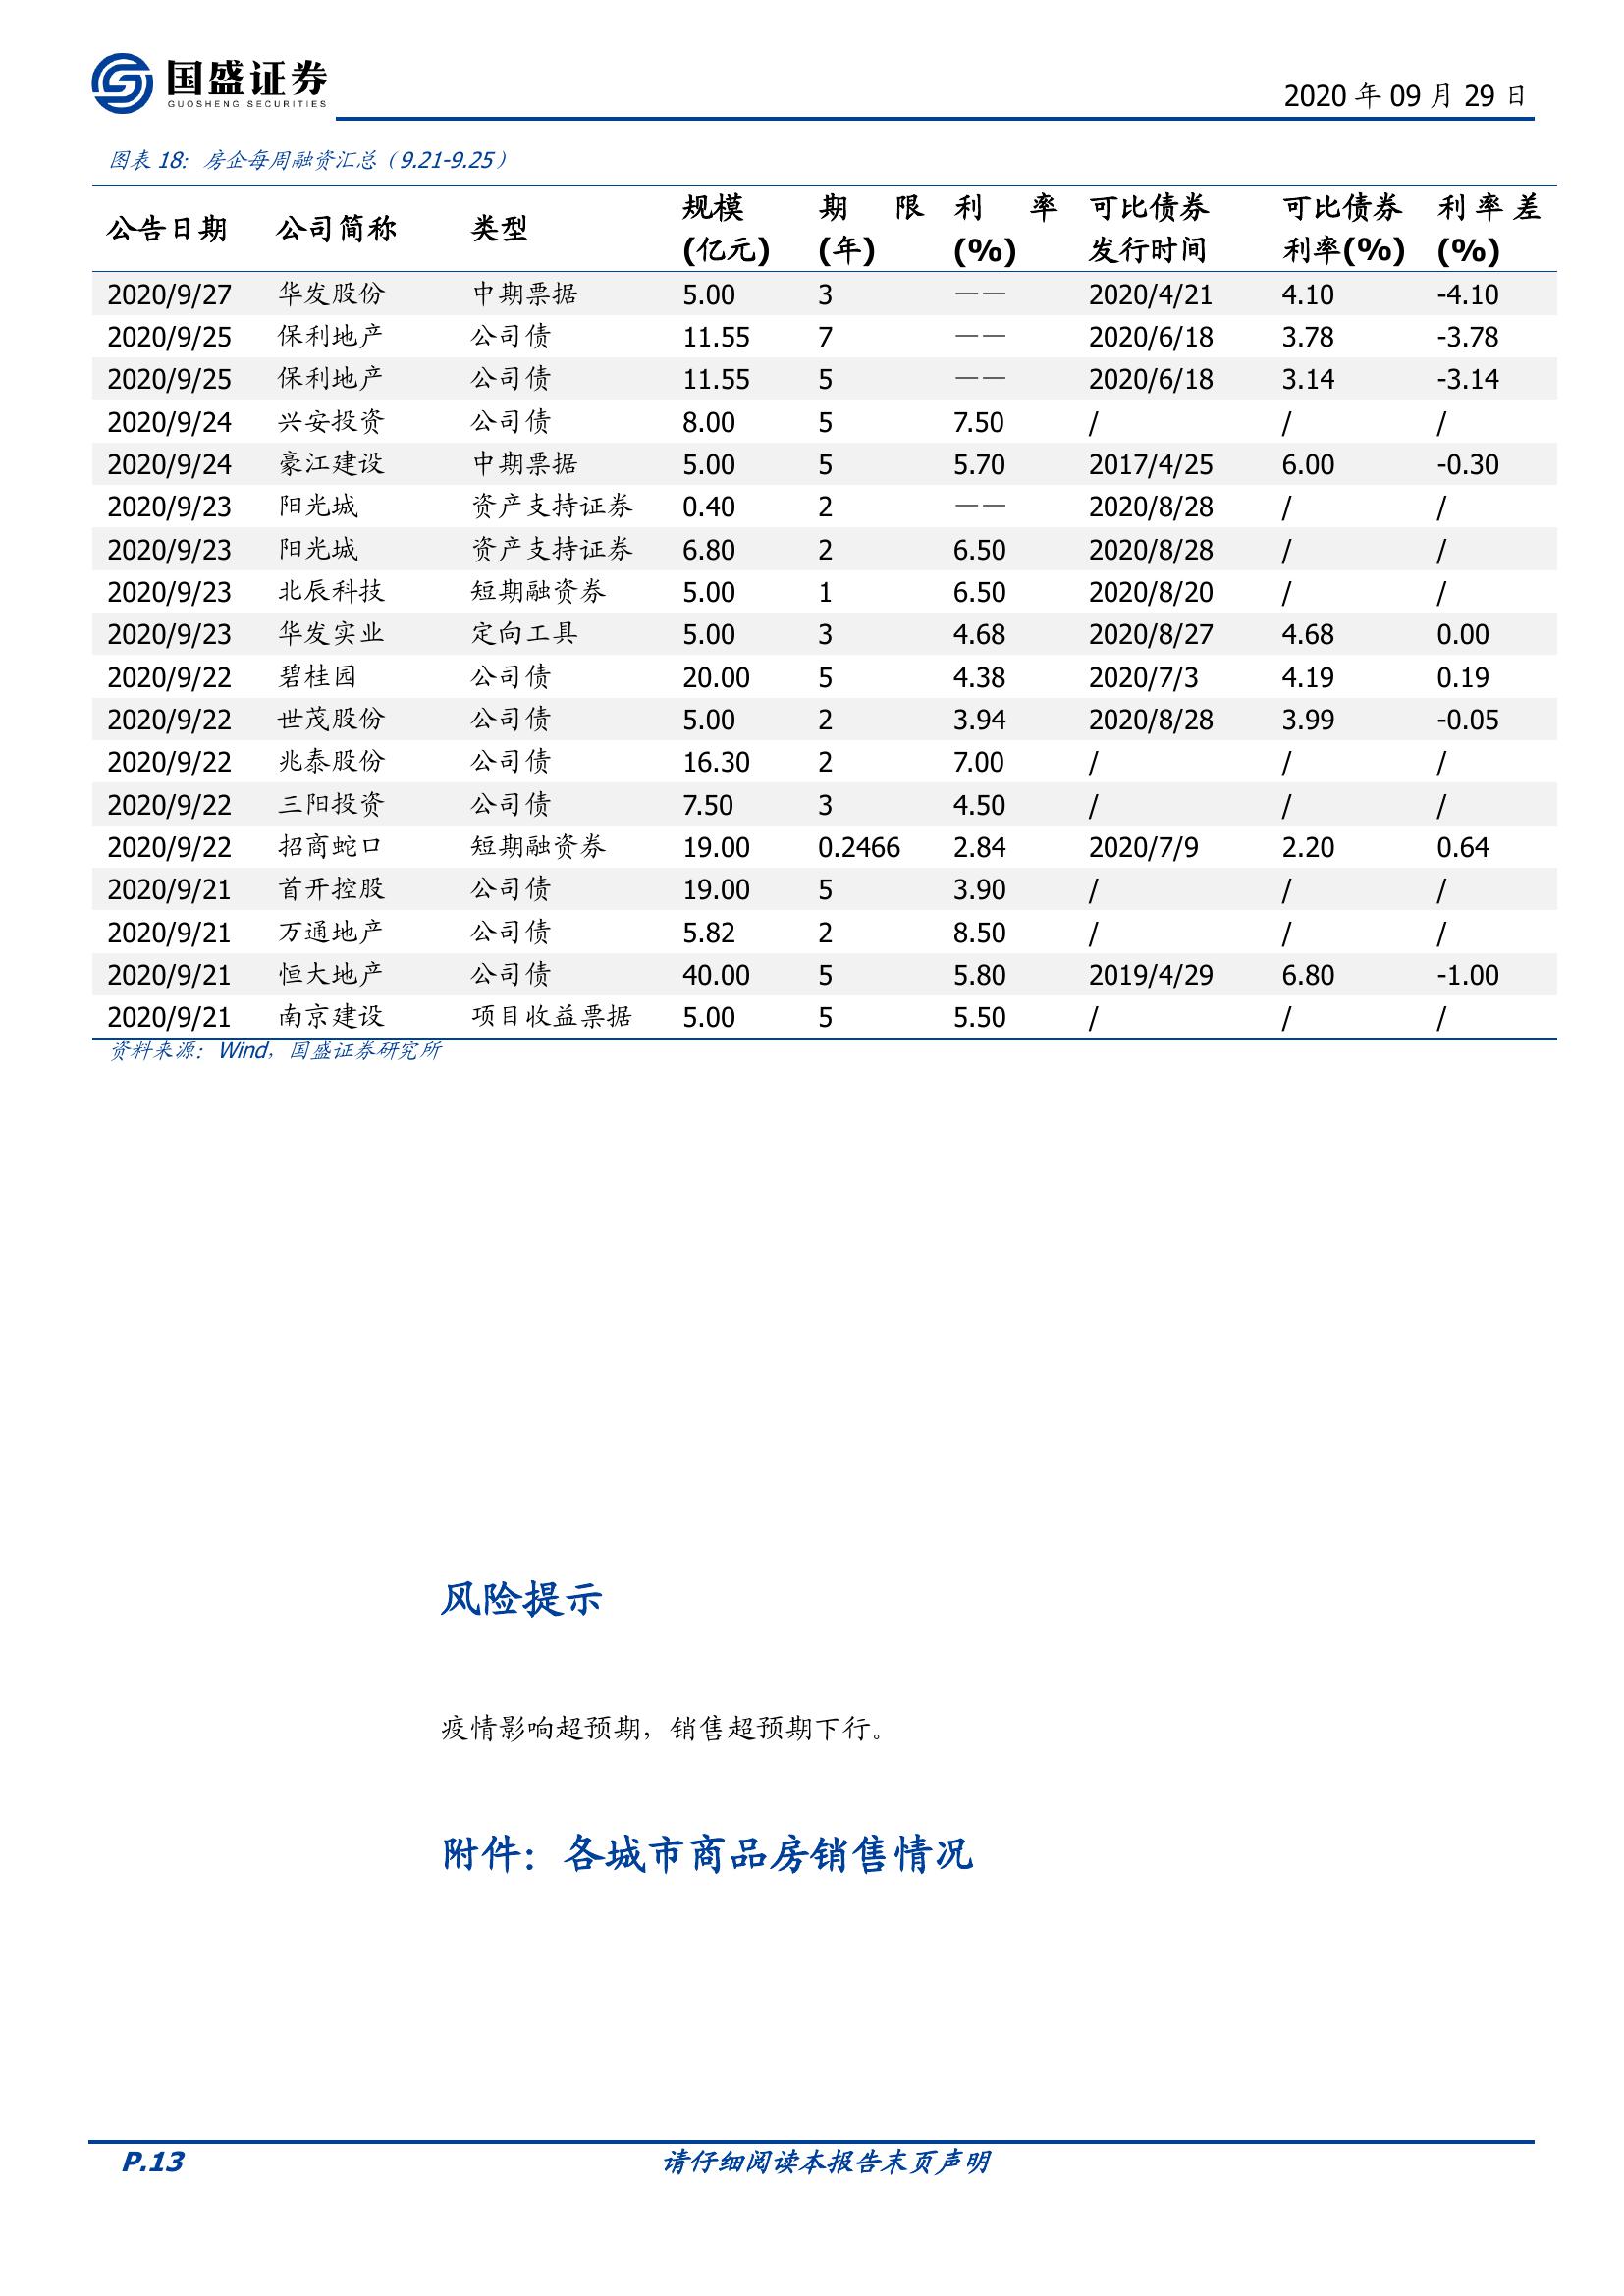 国盛证券
GUOSHENG SECURITIES
2020 年 09 月 29 日
图表 18：房企每周融资汇总（9.21-9.25）
公告日期 公司简称 类型 规模(亿元) 期限(年) 利率(%) 可比债券发行时间 可比债券利率(%) 利率差(%)
2020/9/27 华发股份 中期票据 5.00 3 —— 2020/4/21 4.10 -4.10
2020/9/25 保利地产 公司债 11.55 7 —— 2020/6/18 3.78 -3.78
2020/9/25 保利地产 公司债 11.55 5 —— 2020/6/18 3.14 -3.14
2020/9/24 兴安投资 公司债 8.00 5 7.50 / / /
2020/9/24 豪江建设 中期票据 5.00 5 5.70 2017/4/25 6.00 -0.30
2020/9/23 阳光城 资产支持证券 0.40 2 —— 2020/8/28 / /
2020/9/23 阳光城 资产支持证券 6.80 2 6.50 2020/8/28 / /
2020/9/23 北辰科技 短期融资券 5.00 1 6.50 2020/8/20 / /
2020/9/23 华发实业 定向工具 5.00 3 4.68 2020/8/27 4.68 0.00
2020/9/22 碧桂园 公司债 20.00 5 4.38 2020/7/3 4.19 0.19
2020/9/22 世茂股份 公司债 5.00 2 3.94 2020/8/28 3.99 -0.05
2020/9/22 兆泰股份 公司债 16.30 2 7.00 / / /
2020/9/22 三阳投资 公司债 7.50 3 4.50 / / /
2020/9/22 招商蛇口 短期融资券 19.00 0.2466 2.84 2020/7/9 2.20 0.64
2020/9/21 首开控股 公司债 19.00 5 3.90 / / /
2020/9/21 万通地产 公司债 5.82 2 8.50 / / /
2020/9/21 恒大地产 公司债 40.00 5 5.80 2019/4/29 6.80 -1.00
2020/9/21 南京建设 项目收益票据 5.00 5 5.50 / / /
资料来源：Wind，国盛证券研究所
风险提示
疫情影响超预期，销售超预期下行。
附件：各城市商品房销售情况
P.13 请仔细阅读本报告末页声明